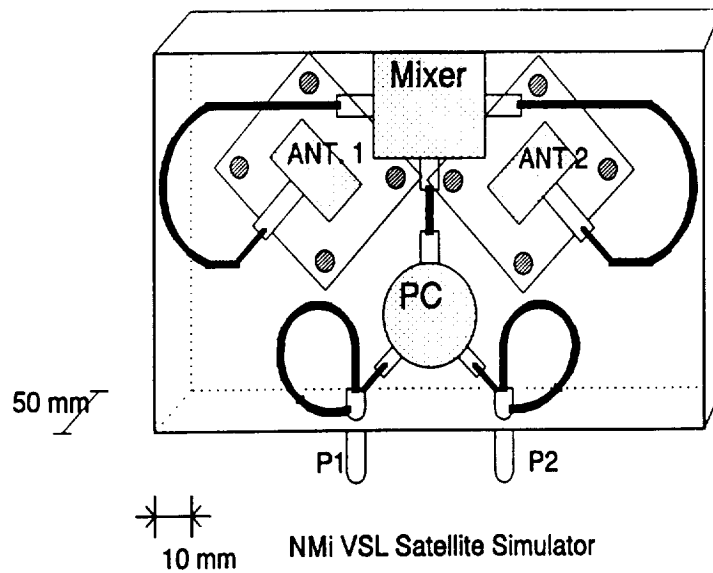 Mixer
ANT. 1
ANT.2
PC
50 mm
P1
P2
10 mm
NMi VSL Satellite Simulator